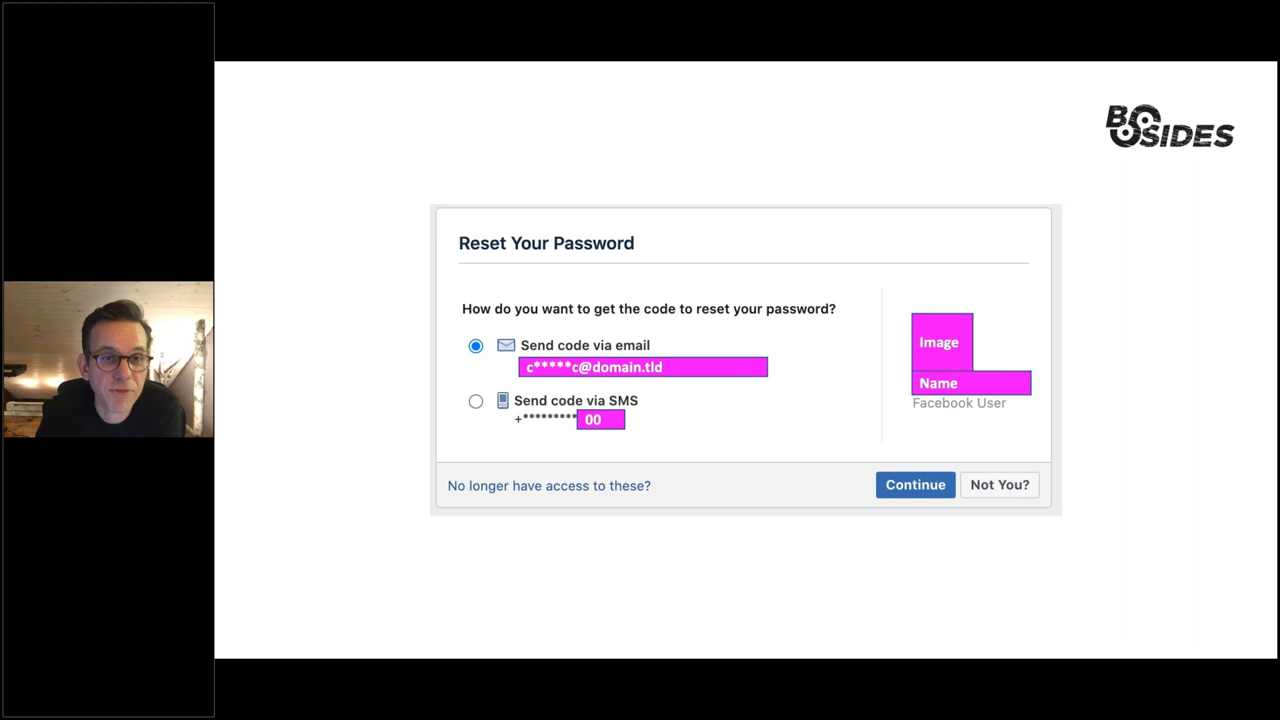 BSIDES
Reset Your Password
How do you want to get the code to reset your password?
Send code via email
c*****c@domain.tld
Send code via SMS
+*********00
Image
Name
Facebook User
No longer have access to these?
Continue
Not You?